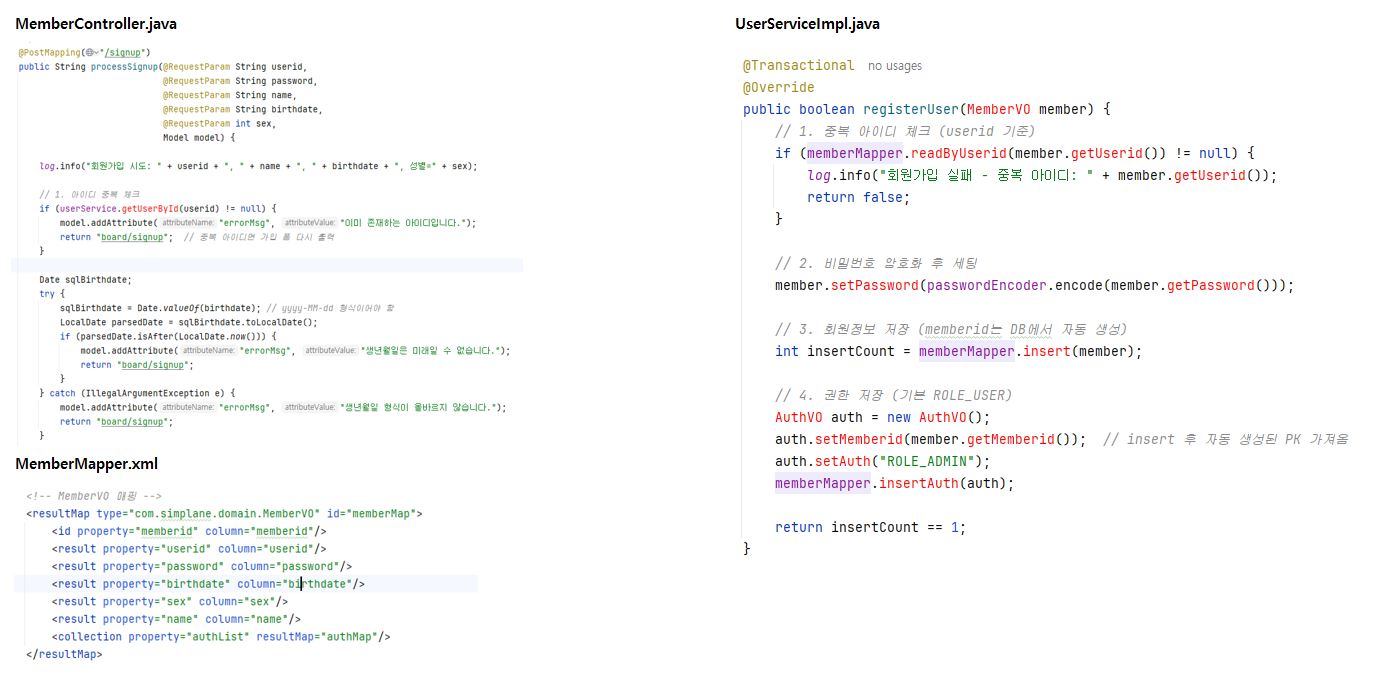 MemberController.java
@PostMapping("/signup")
public String processSignup(@RequestParam String userid,
@RequestParam String password,
@RequestParam String name,
@RequestParam String birthdate,
@RequestParam int sex,
Model model) {
log.info("회원가입 시도: " + userid + ", " + name + ", " + birthdate + ", 성별=" + sex);
// 1. 아이디 중복 체크
if (userService.getUserById(userid) != null) {
model.addAttribute( attributeName: "errorMsg", attributeValue: "이미 존재하는 아이디입니다.");
return "board/signup"; // 중복 아이디면 가입 폼 다시 출력
}
Date sqlBirthdate;
try {
sqlBirthdate = Date.valueOf(birthdate); // yyyy-MM-dd 형식이어야 함
LocalDate parsedDate = sqlBirthdate.toLocalDate();
if (parsedDate.isAfter(LocalDate.now())) {
model.addAttribute( attributeName: "errorMsg", attributeValue: "생년월일은 미래일 수 없습니다.");
return "board/signup";
}
} catch (IllegalArgumentException e) {
model.addAttribute( attributeName: "errorMsg", attributeValue: "생년월일 형식이 올바르지 않습니다.");
return "board/signup";
}
MemberMapper.xml
<!-- MemberVO 매핑 -->
<resultMap type="com.simplane.domain.MemberVO" id="memberMap">
<id property="memberid" column="memberid"/>
<result property="userid" column="userid"/>
<result property="password" column="password"/>
<result property="birthdate" column="birthdate"/>
<result property="sex" column="sex"/>
<result property="name" column="name"/>
<collection property="authList" resultMap="authMap"/>
</resultMap>
UserServiceImpl.java
@Transactional no usages
@Override
public boolean registerUser(MemberVO member) {
// 1. 중복 아이디 체크 (userid 기준)
if (memberMapper.readByUserid(member.getUserid()) != null) {
log.info("회원가입 실패 - 중복 아이디: " + member.getUserid());
return false;
}
// 2. 비밀번호 암호화 후 세팅
member.setPassword(passwordEncoder.encode(member.getPassword()));
// 3. 회원정보 저장 (memberid는 DB에서 자동 생성)
int insertCount = memberMapper.insert(member);
// 4. 권한 저장 (기본 ROLE_USER)
AuthVO auth = new AuthVO();
auth.setMemberid(member.getMemberid()); // insert 후 자동 생성된 PK 가져옴
auth.setAuth("ROLE_ADMIN");
memberMapper.insertAuth(auth);
return insertCount == 1;
}